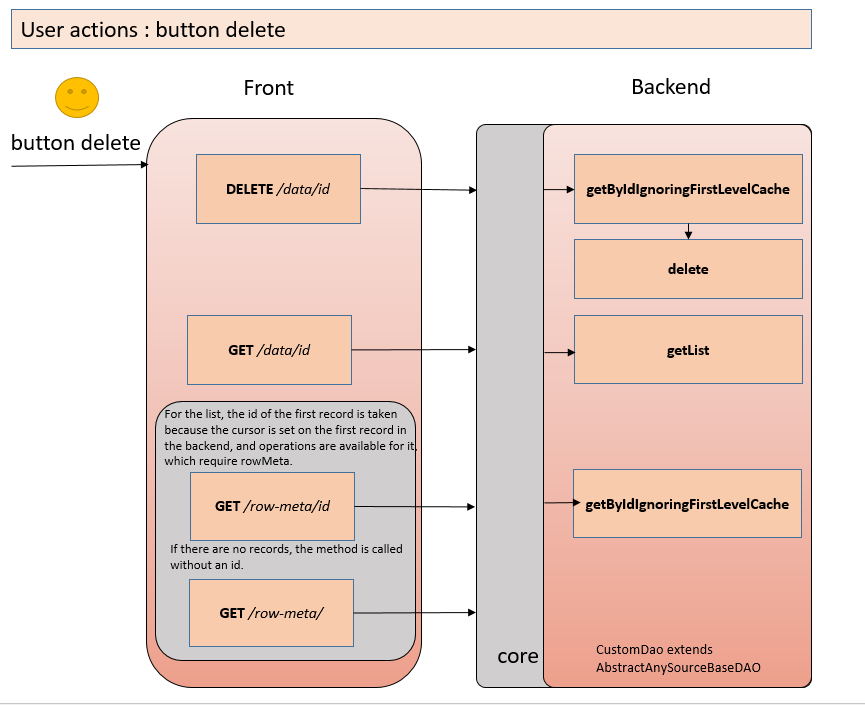 User actions : button delete
Front
Backend
button delete
DELETE /data/id
getByIdIgnoringFirstLevelCache
delete
GET /data/id
getList
For the list, the id of the first record is taken
because the cursor is set on the first record in
the backend, and operations are available for it,
which require rowMeta.
GET /row-meta/id
getByIdIgnoringFirstLevelCache
If there are no records, the method is called
without an id.
GET /row-meta/
core
CustomDao extends
AbstractAnySourceBaseDAO